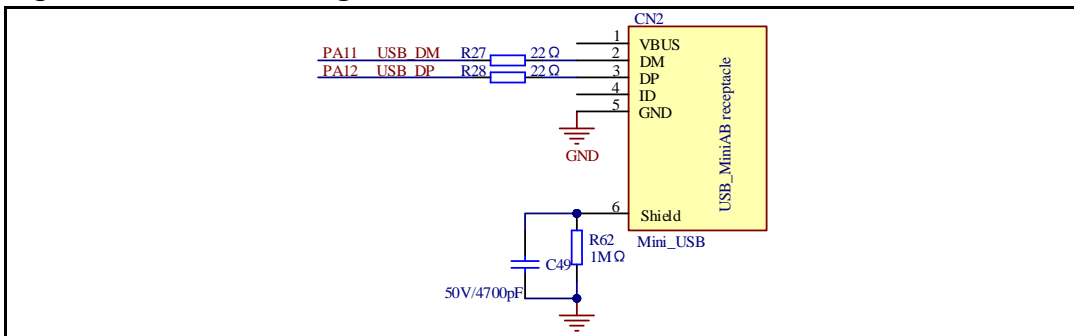 CN2
1 VBUS
PA11 USB_DM R27 22Ω 2 DM
PA12 USB_DP R28 22Ω 3 DP
4 ID
5 GND
GND
USB_MiniAB receptacle
6 Shield
Mini_USB
R62
1MΩ
C49
50V/4700pF